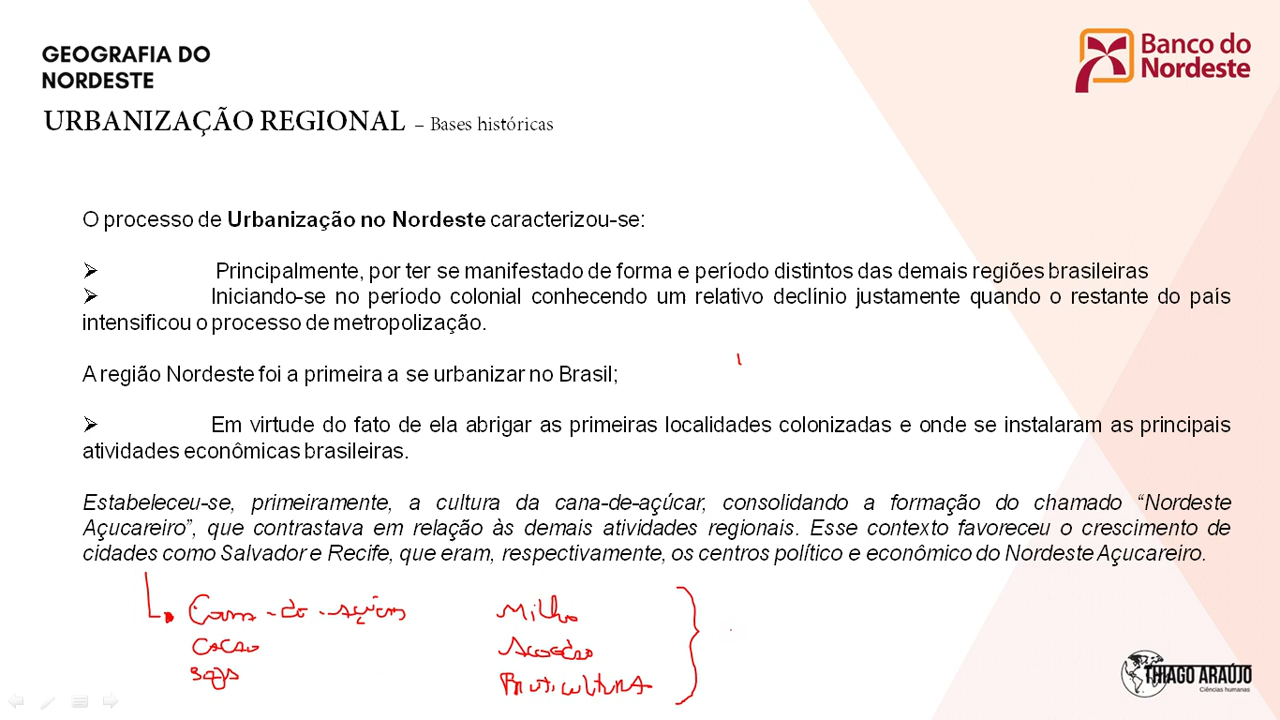 GEOGRAFIA DO
NORDESTE
Banco do
Nordeste
URBANIZAÇÃO REGIONAL – Bases históricas
O processo de Urbanização no Nordeste caracterizou-se:
➢ Principalmente, por ter se manifestado de forma e período distintos das demais regiões brasileiras
➢ Iniciando-se no período colonial conhecendo um relativo declínio justamente quando o restante do país
intensificou o processo de metropolização.
A região Nordeste foi a primeira a se urbanizar no Brasil;
➢ Em virtude do fato de ela abrigar as primeiras localidades colonizadas e onde se instalaram as principais
atividades econômicas brasileiras.
Estabeleceu-se, primeiramente, a cultura da cana-de-açúcar, consolidando a formação do chamado “Nordeste
Açucareiro”, que contrastava em relação às demais atividades regionais. Esse contexto favoreceu o crescimento de
cidades como Salvador e Recife, que eram, respectivamente, os centros político e econômico do Nordeste Açucareiro.
Cana-de-açúcar Milho
Cacao Algodão
Soja Fruticultura
THIAGO ARAÚJO
Ciências humanas